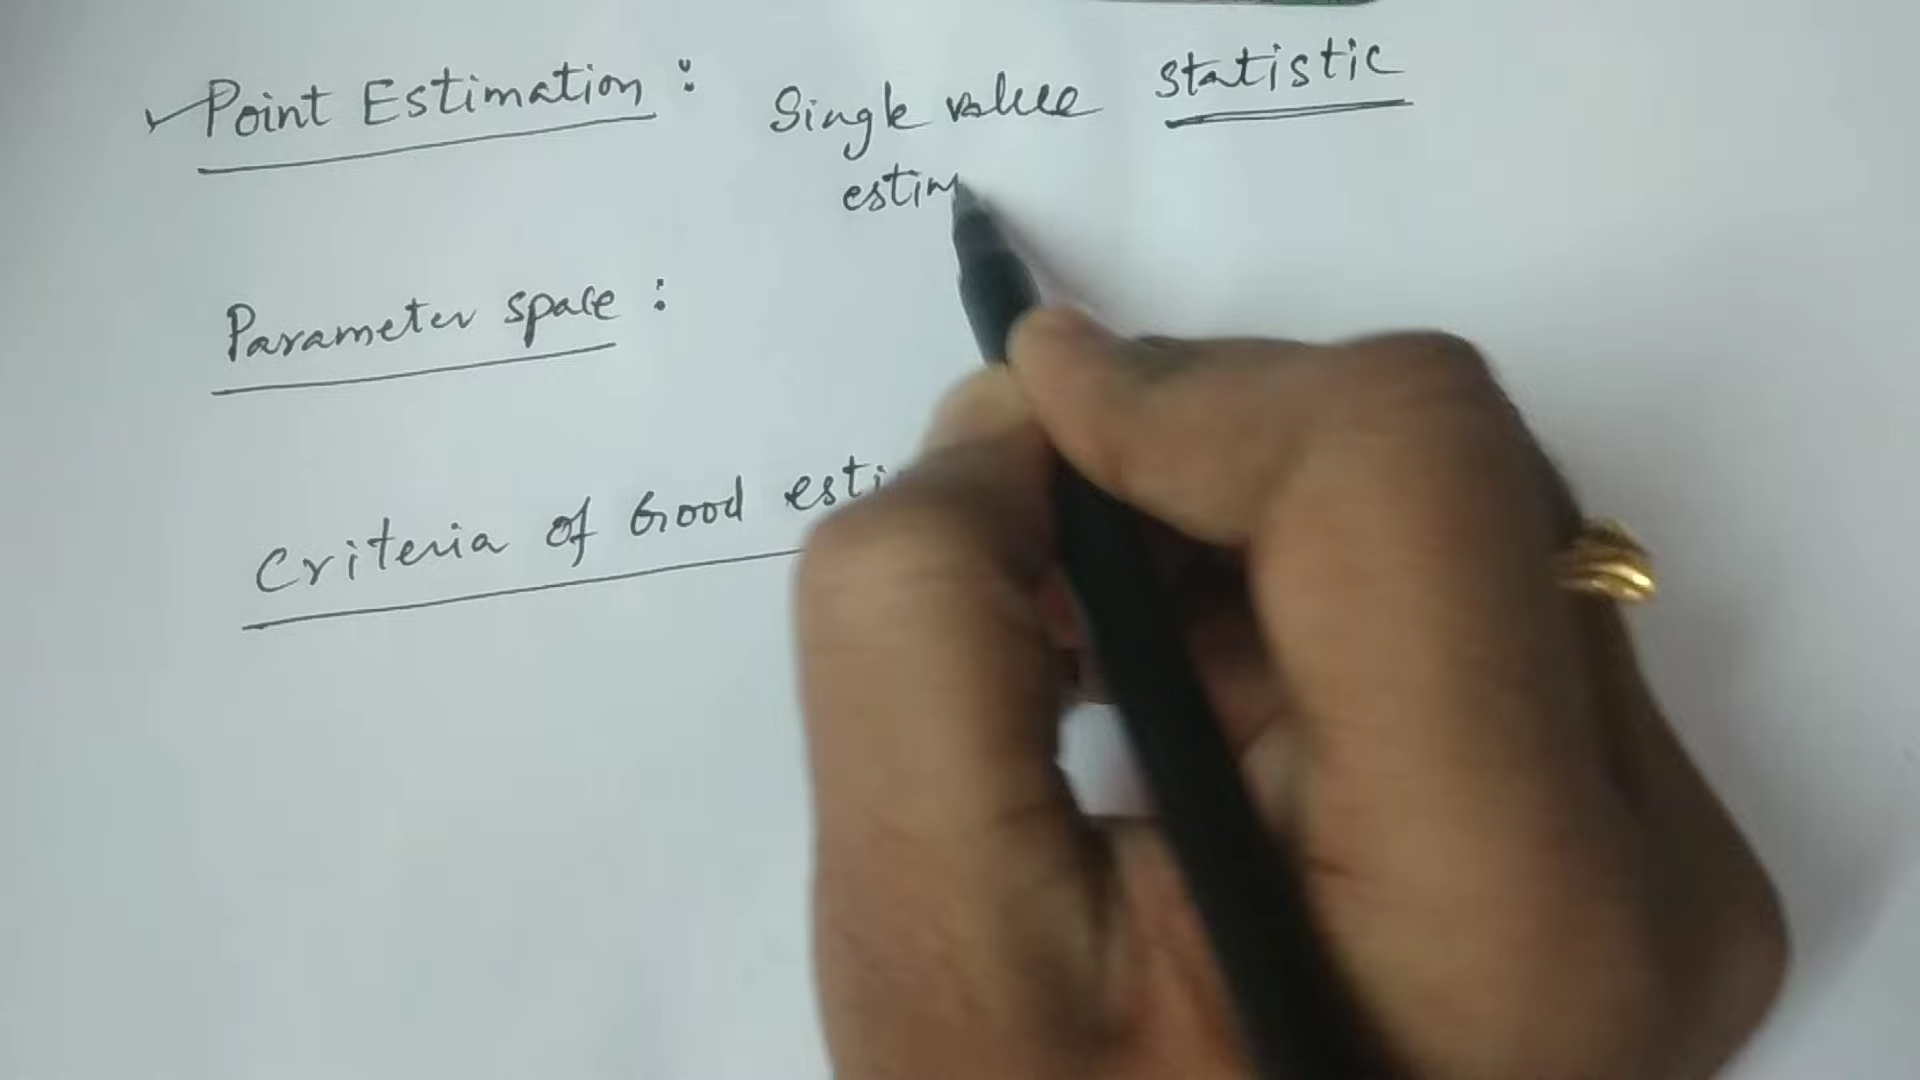 Point Estimation : Single value statistic
estim
Parameter space :
Criteria of Good esti